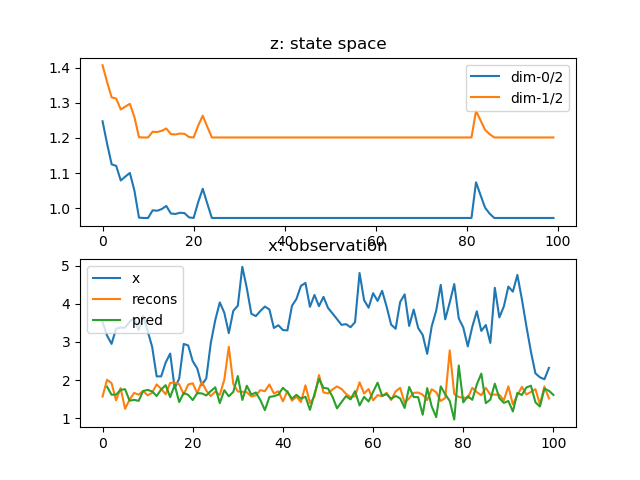 z: state space
1.4
1.3
1.2
1.1
1.0
dim-0/2
dim-1/2
0 20 40 60 80 100
x: observation
5
4
3
2
1
x
recons
pred
0 20 40 60 80 100